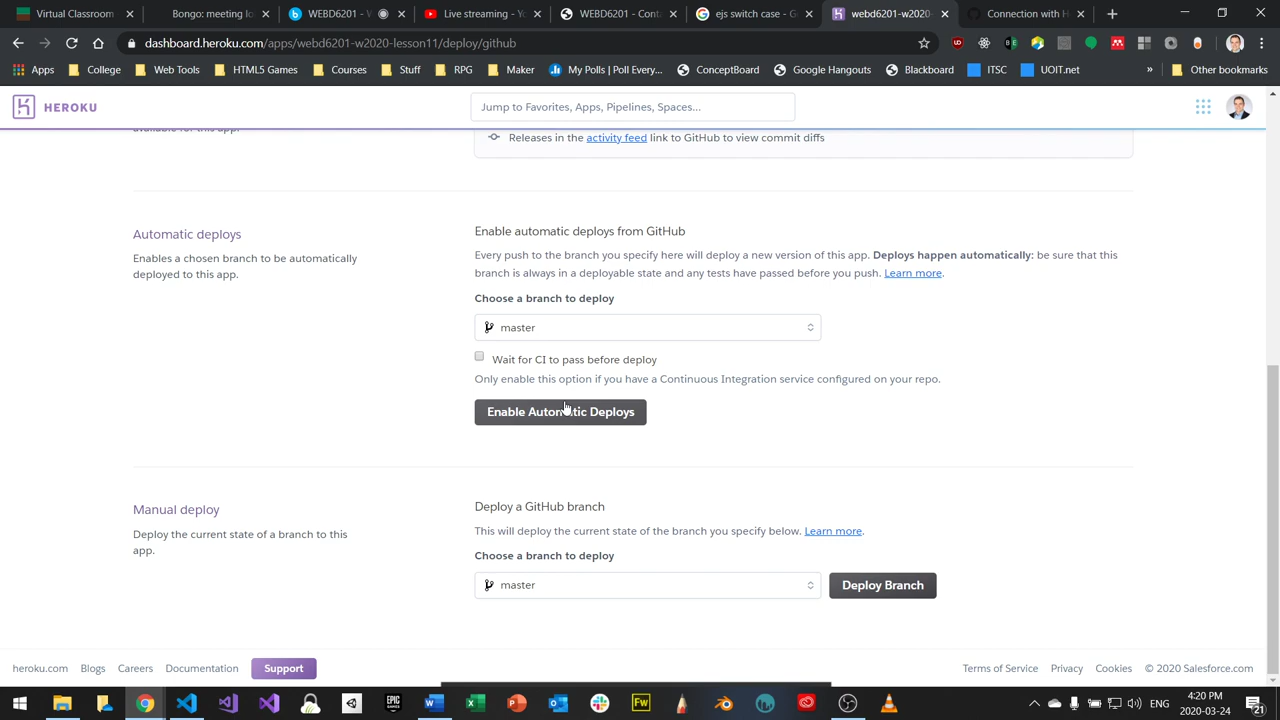 Virtual Classroom
Bongo: meeting lo
WEBD6201 - W
Live streaming - Y
WEBD6201 - Cont
ejs switch case - G
webd6201-w2020-
Connection with H
dashboard.heroku.com/apps/webd6201-w2020-lesson11/deploy/github
Apps
College
Web Tools
HTML5 Games
Courses
Stuff
RPG
Maker
My Polls | Poll Eve...
ConceptBoard
Google Hangouts
Blackboard
ITSC
UOIT.net
»
Other bookmarks
HEROKU
Jump to Favorites, Apps, Pipelines, Spaces...
available for this app.
Releases in the activity feed link to GitHub to view commit diffs
Automatic deploys
Enables a chosen branch to be automatically
deployed to this app.
Enable automatic deploys from GitHub
Every push to the branch you specify here will deploy a new version of this app. Deploys happen automatically: be sure that this
branch is always in a deployable state and any tests have passed before you push. Learn more.
Choose a branch to deploy
master
Wait for CI to pass before deploy
Only enable this option if you have a Continuous Integration service configured on your repo.
Enable Automatic Deploys
Manual deploy
Deploy the current state of a branch to this
app.
Deploy a GitHub branch
This will deploy the current state of the branch you specify below. Learn more.
Choose a branch to deploy
master
Deploy Branch
heroku.com
Blogs
Careers
Documentation
Support
Terms of Service
Privacy
Cookies
© 2020 Salesforce.com
ENG
4:20 PM
2020-03-24
21